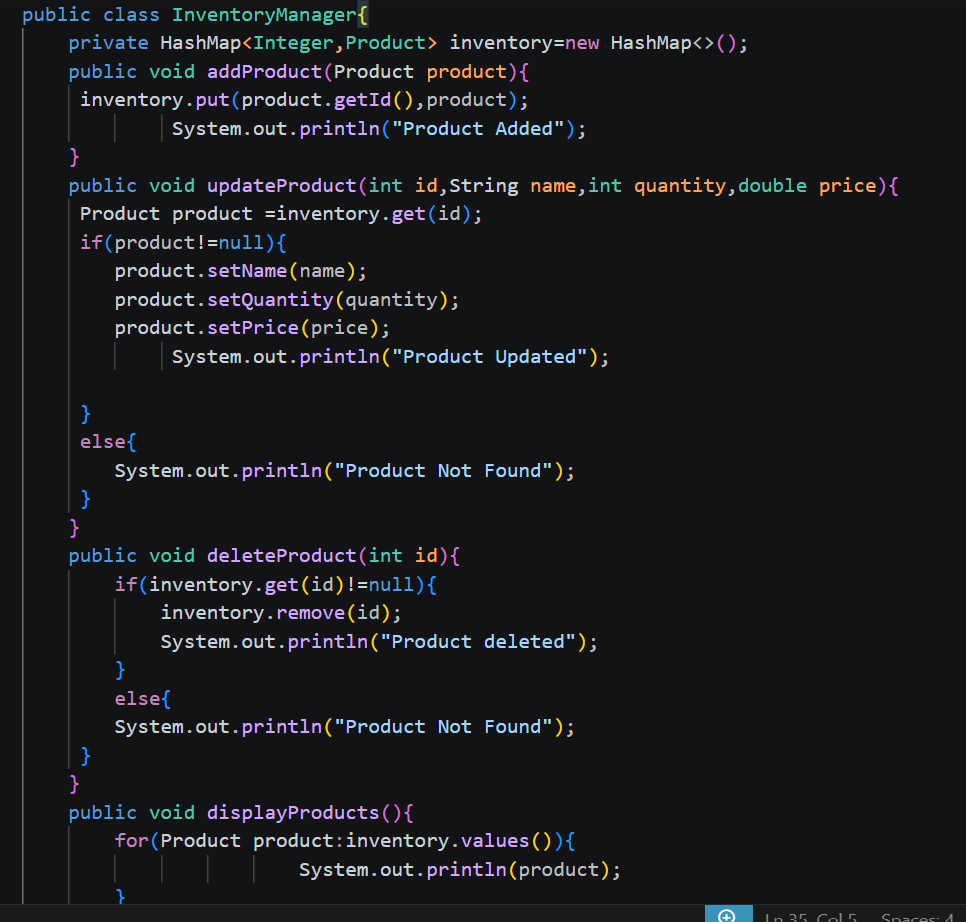 public class InventoryManager{
private HashMap<Integer,Product> inventory=new HashMap<>();
public void addProduct(Product product){
inventory.put(product.getId(),product);
System.out.println("Product Added");
}
public void updateProduct(int id,String name,int quantity,double price){
Product product =inventory.get(id);
if(product!=null){
product.setName(name);
product.setQuantity(quantity);
product.setPrice(price);
System.out.println("Product Updated");
}
else{
System.out.println("Product Not Found");
}
}
public void deleteProduct(int id){
if(inventory.get(id)!=null){
inventory.remove(id);
System.out.println("Product deleted");
}
else{
System.out.println("Product Not Found");
}
}
public void displayProducts(){
for(Product product:inventory.values()){
System.out.println(product);
}
Ln 35, Col 5 Spaces: 4